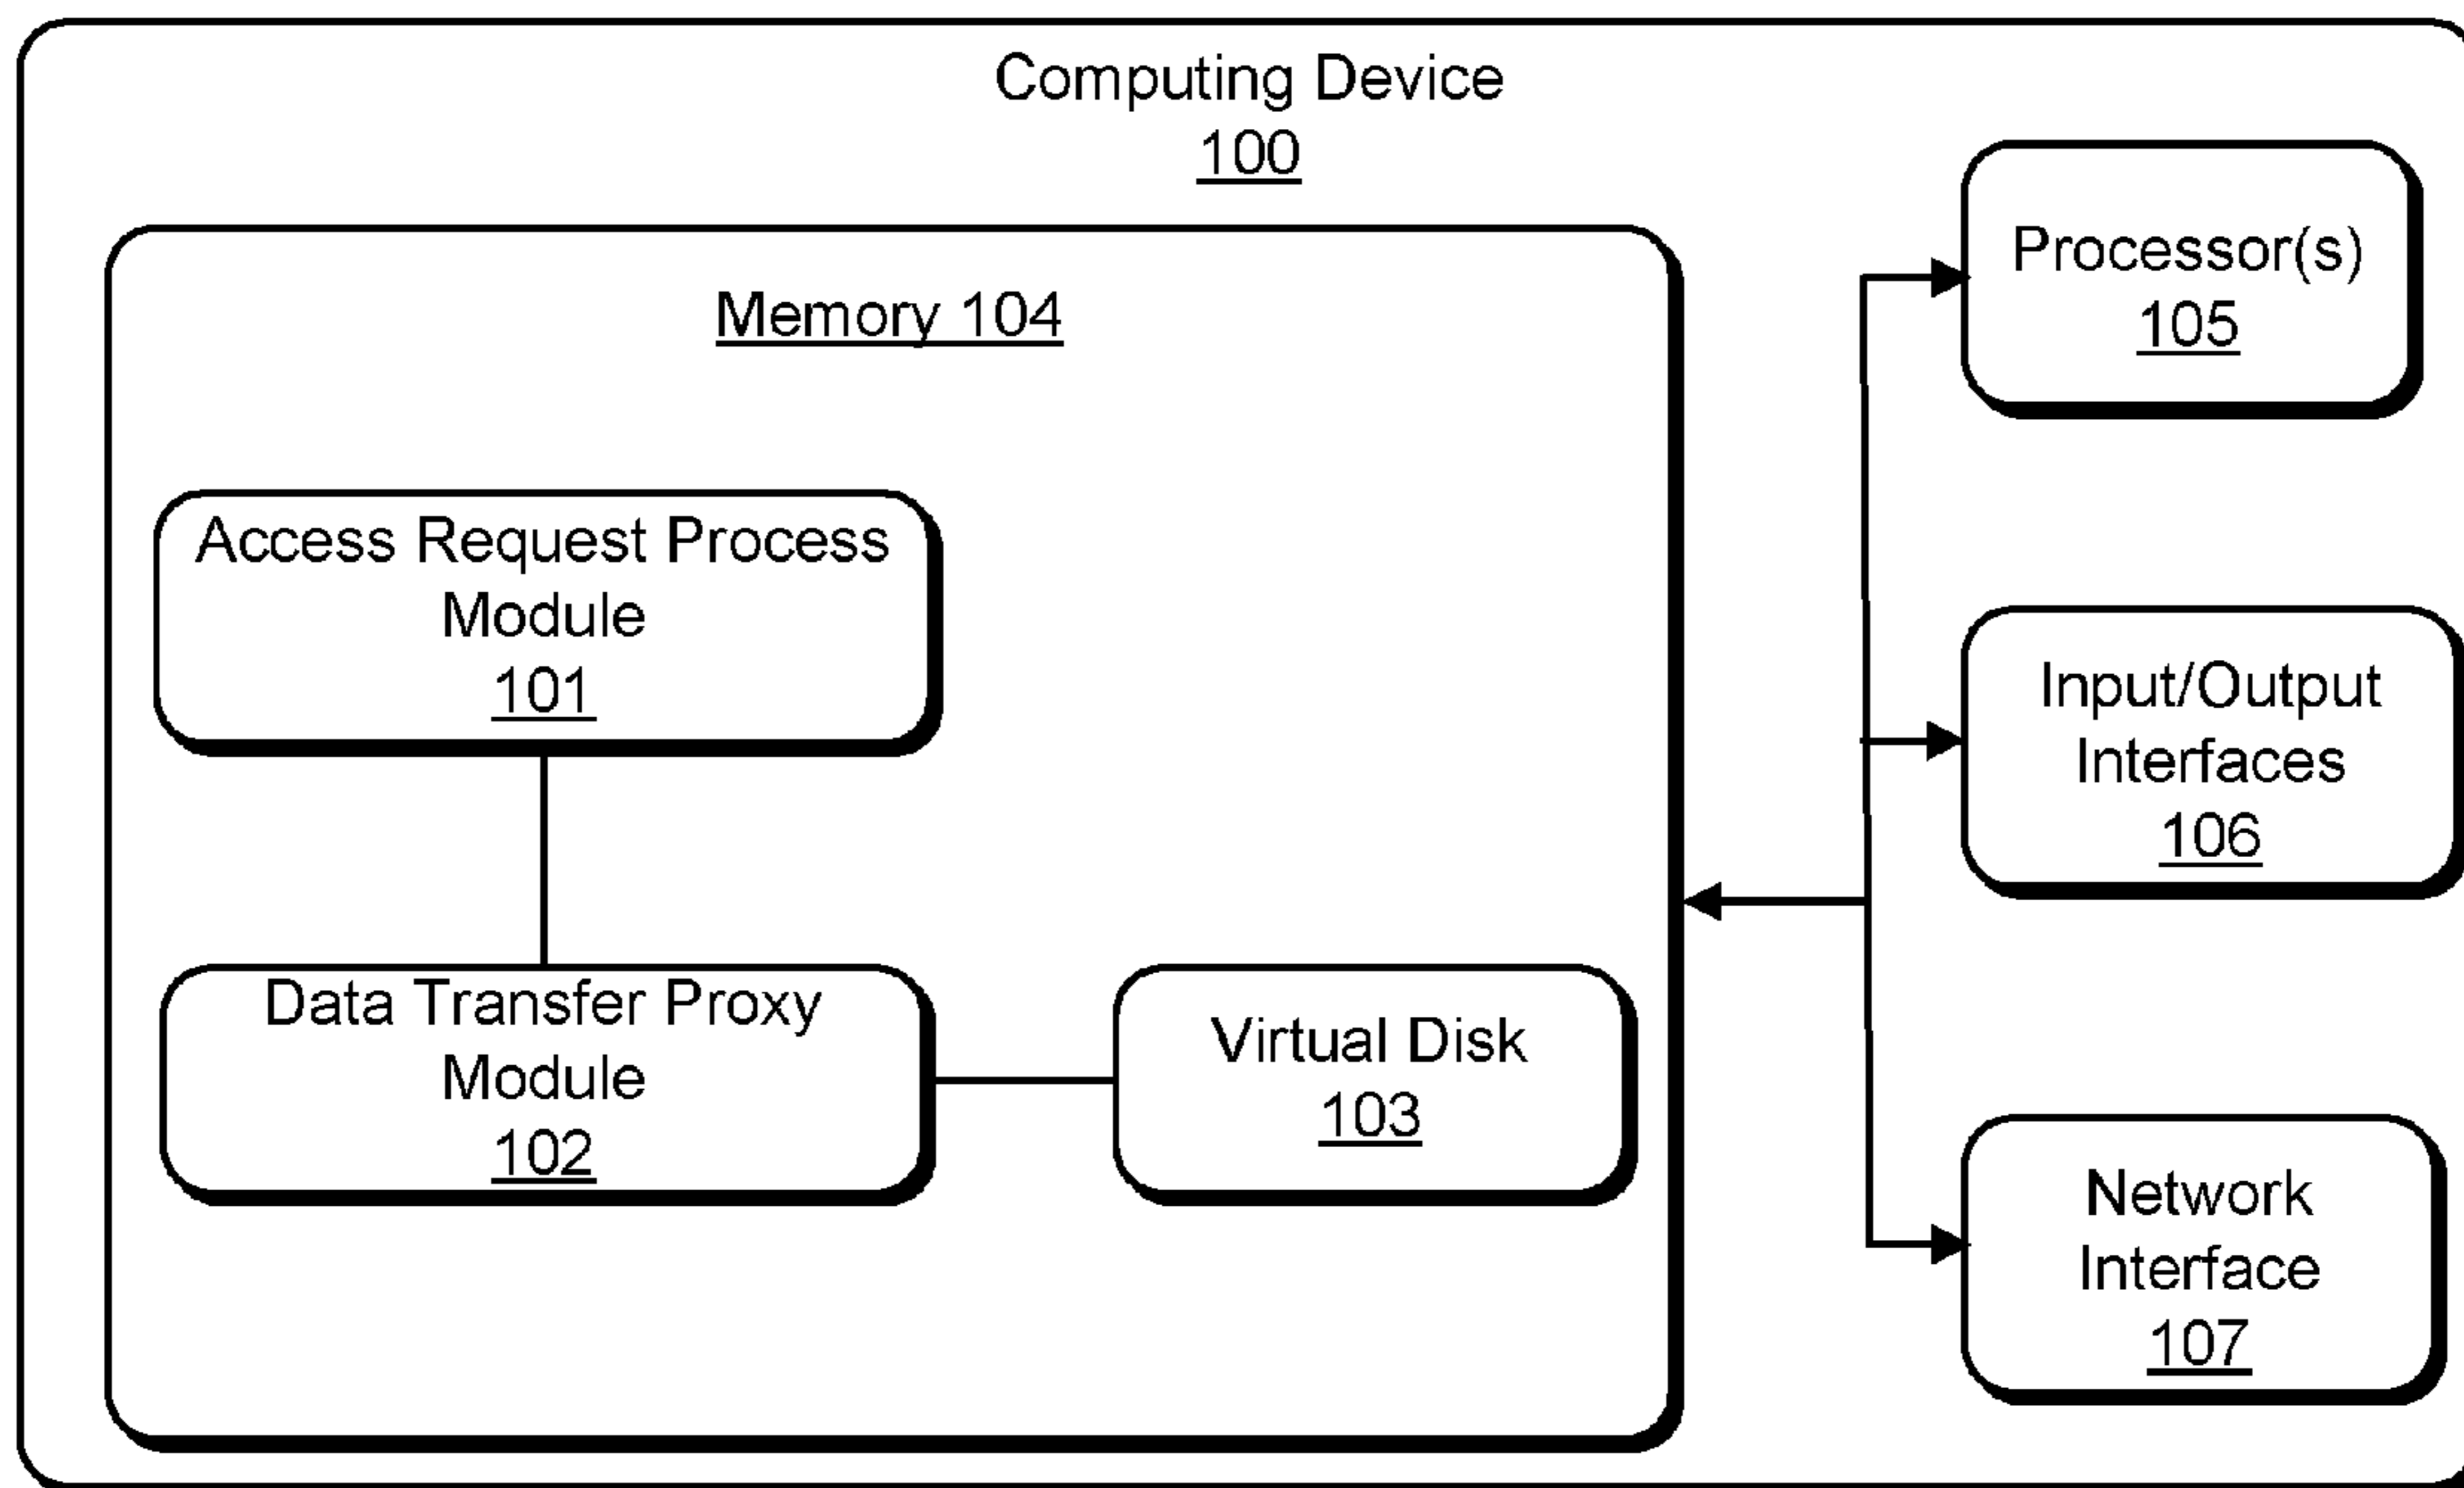 Computing Device
100
Memory 104
Access Request Process
Module
101
Data Transfer Proxy
Module
102
Virtual Disk
103
Processor(s)
105
Input/Output
Interfaces
106
Network
Interface
107